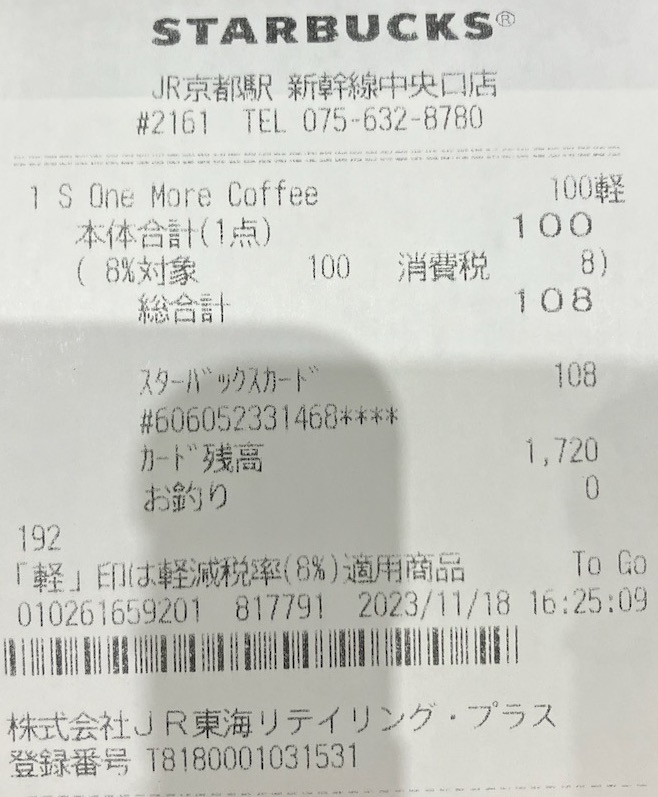 STARBUCKS®
JR京都駅 新幹線中央口店
#2161 TEL 075-632-8780
1 S One More Coffee 100軽
本体合計(1点) 100
( 8%対象 100 消費税 8)
総合計 108
スターバックスカード 108
#606052331468****
カード残高 1,720
お釣り 0
192
「軽」印は軽減税率(8%)適用商品 To Go
010261659201 817791 2023/11/18 16:25:09
株式会社JR東海リテイリング・プラス
登録番号 T8180001031531